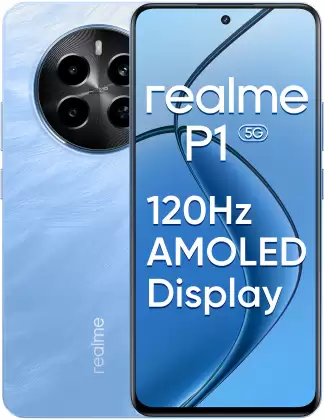 realme
P1 5G
120Hz
AMOLED
Display
realme